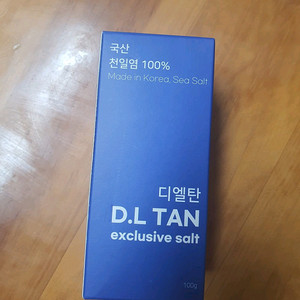 국산
천일염 100%
Made in Korea, Sea Salt
디엘탄
D.L TAN
exclusive salt
100g